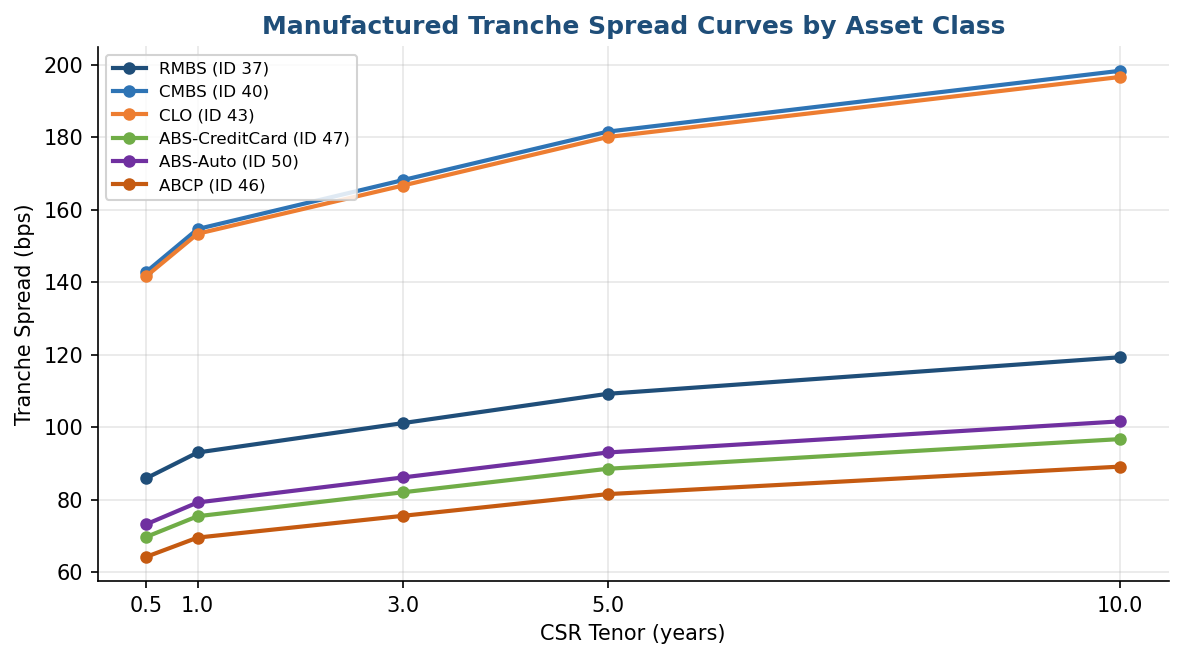 Manufactured Tranche Spread Curves by Asset Class
RMBS (ID 37)
CMBS (ID 40)
CLO (ID 43)
ABS-CreditCard (ID 47)
ABS-Auto (ID 50)
ABCP (ID 46)
Tranche Spread (bps)
200
180
160
140
120
100
80
60
0.5 1.0 3.0 5.0 10.0
CSR Tenor (years)